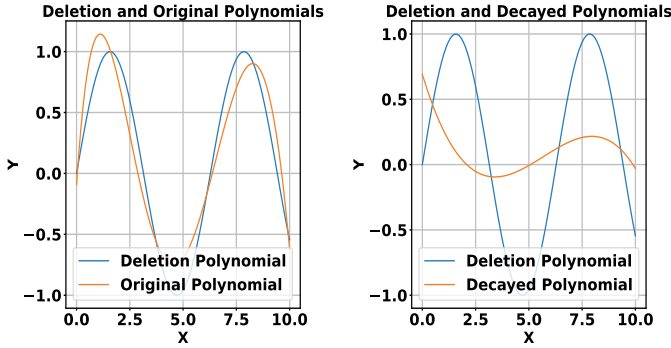 Deletion and Original Polynomials
Y
1.0
0.5
0.0
−0.5
−1.0
Deletion Polynomial
Original Polynomial
0.0 2.5 5.0 7.5 10.0
X
Deletion and Decayed Polynomials
Y
1.0
0.5
0.0
−0.5
−1.0
Deletion Polynomial
Decayed Polynomial
0.0 2.5 5.0 7.5 10.0
X